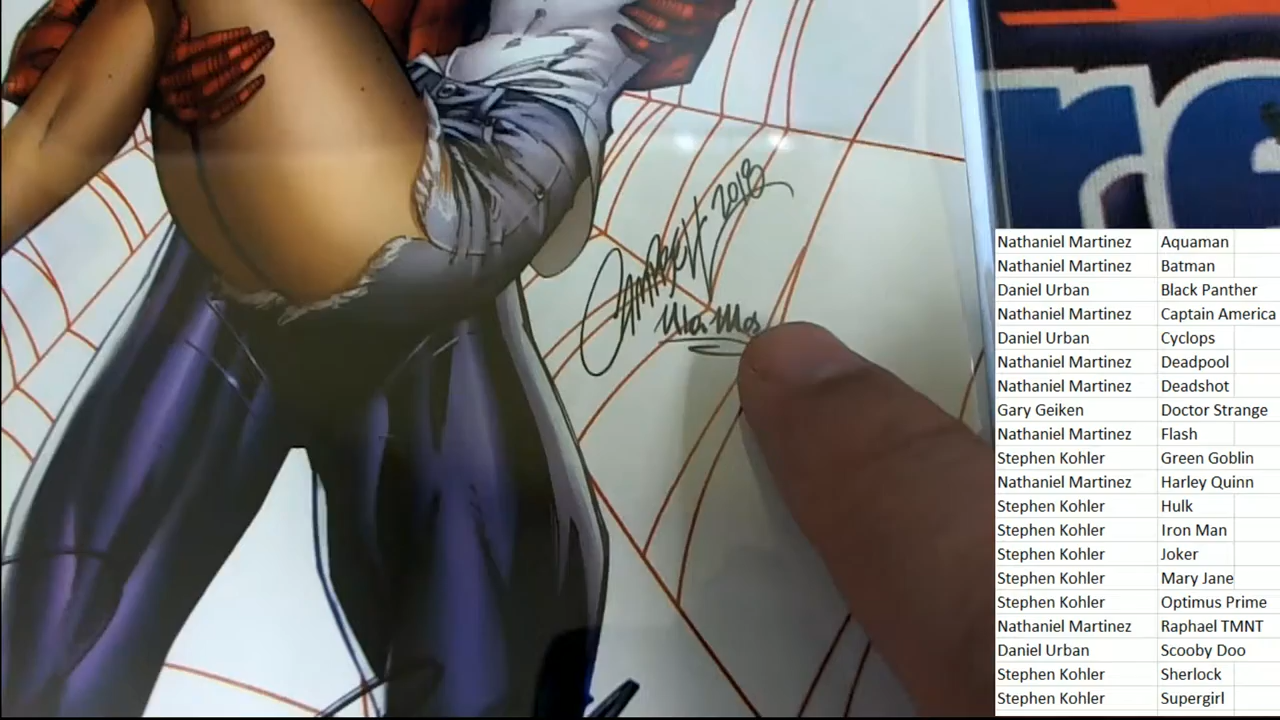 Campbell 2018
re
Nathaniel Martinez Aquaman
Nathaniel Martinez Batman
Daniel Urban Black Panther
Nathaniel Martinez Captain America
Daniel Urban Cyclops
Nathaniel Martinez Deadpool
Nathaniel Martinez Deadshot
Gary Geiken Doctor Strange
Nathaniel Martinez Flash
Stephen Kohler Green Goblin
Nathaniel Martinez Harley Quinn
Stephen Kohler Hulk
Stephen Kohler Iron Man
Stephen Kohler Joker
Stephen Kohler Mary Jane
Stephen Kohler Optimus Prime
Nathaniel Martinez Raphael TMNT
Daniel Urban Scooby Doo
Stephen Kohler Sherlock
Stephen Kohler Supergirl